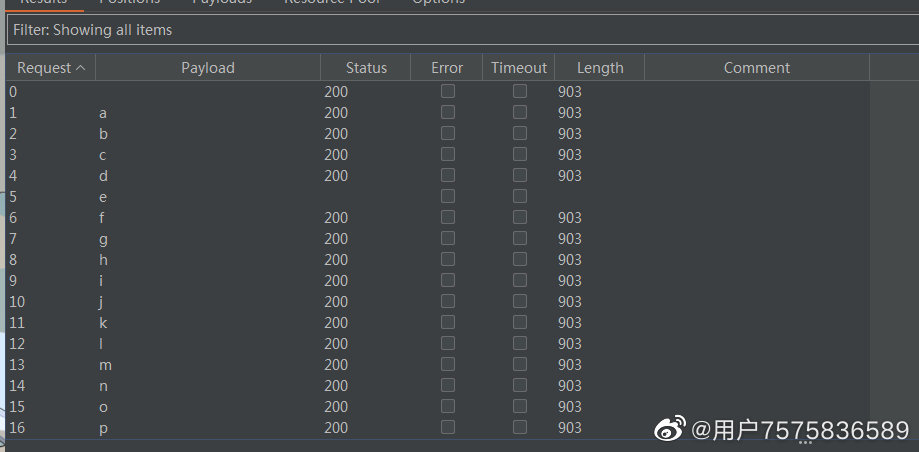 Results Positions Payloads Resource Pool Options
Filter: Showing all items
Request Payload Status Error Timeout Length Comment
0 200 903
1 a 200 903
2 b 200 903
3 c 200 903
4 d 200 903
5 e
6 f 200 903
7 g 200 903
8 h 200 903
9 i 200 903
10 j 200 903
11 k 200 903
12 l 200 903
13 m 200 903
14 n 200 903
15 o 200 903
16 p 200 903
@用户7575836589